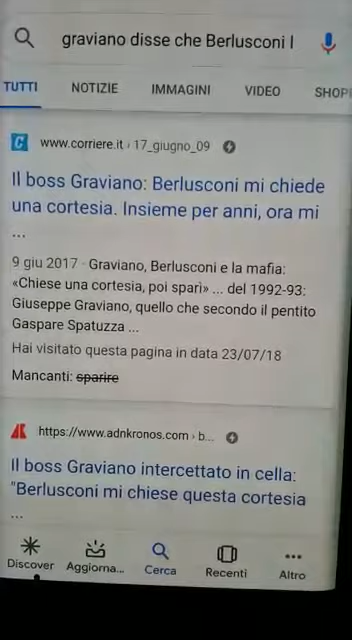 graviano disse che Berlusconi l
TUTTI NOTIZIE IMMAGINI VIDEO SHOP
www.corriere.it › 17_giugno_09
Il boss Graviano: Berlusconi mi chiede
una cortesia. Insieme per anni, ora mi
...
9 giu 2017 · Graviano, Berlusconi e la mafia:
«Chiese una cortesia, poi sparì» ... del 1992-93:
Giuseppe Graviano, quello che secondo il pentito
Gaspare Spatuzza ...
Hai visitato questa pagina in data 23/07/18
Mancanti: sparire
https://www.adnkronos.com › b...
Il boss Graviano intercettato in cella:
"Berlusconi mi chiese questa cortesia
...
Discover Aggiorna... Cerca Recenti Altro